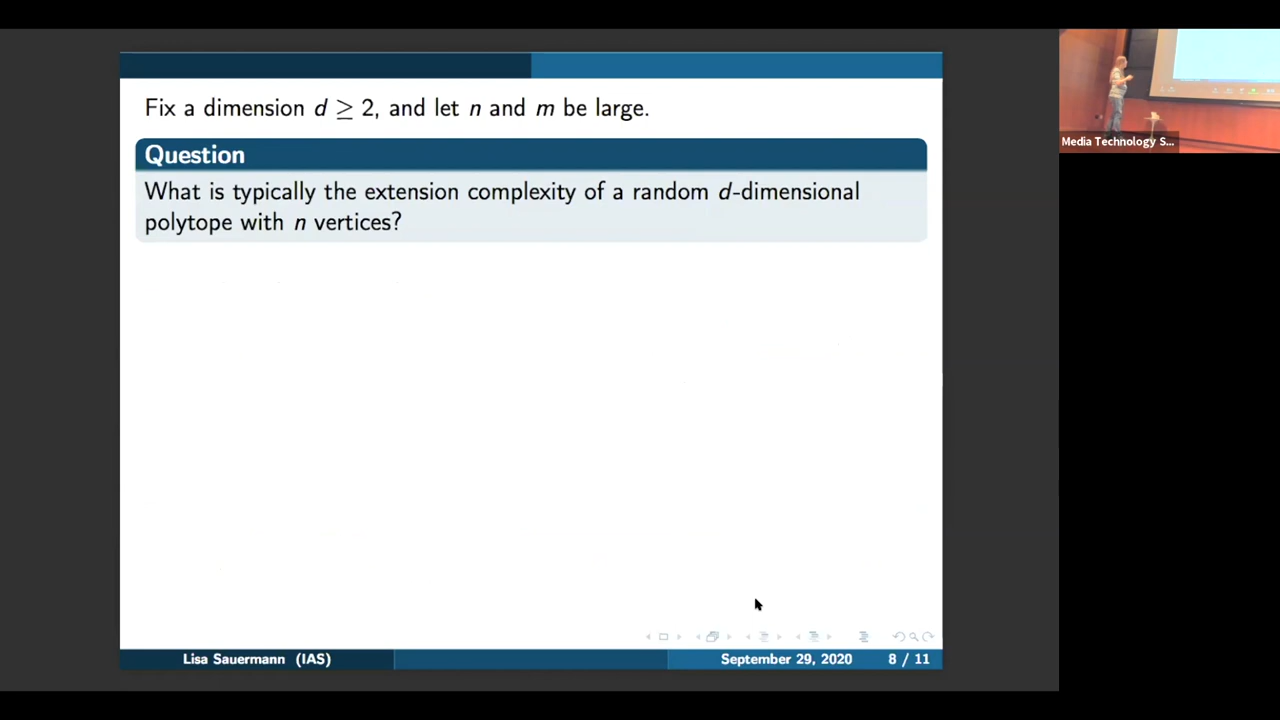 Fix a dimension d ≥ 2, and let n and m be large.
Question
What is typically the extension complexity of a random d-dimensional
polytope with n vertices?
Media Technology S...
Lisa Sauermann (IAS)
September 29, 2020
8 / 11